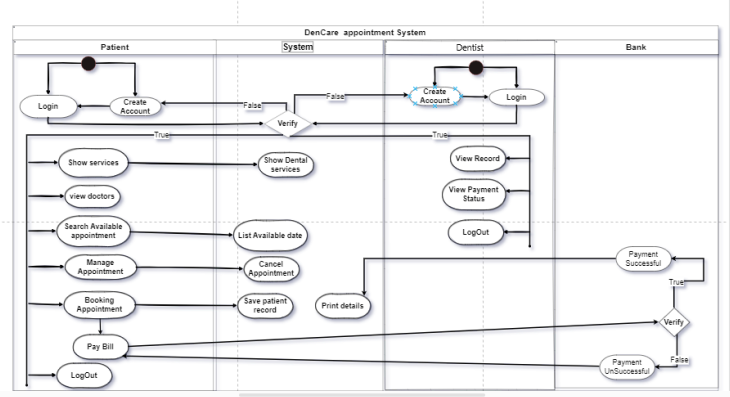 DenCare appointment System
Patient
System
Dentist
Bank
Login
Create
Account
False
False
Create
Account
Login
Verify
True
True
Show services
Show Dental
services
View Record
view doctors
View Payment
Status
Search Available
appointment
List Available date
LogOut
Manage
Appointment
Cancel
Appointment
Payment
Successful
True
Booking
Appointment
Save patient
record
Print details
Verify
Pay Bill
False
Payment
UnSuccessful
LogOut